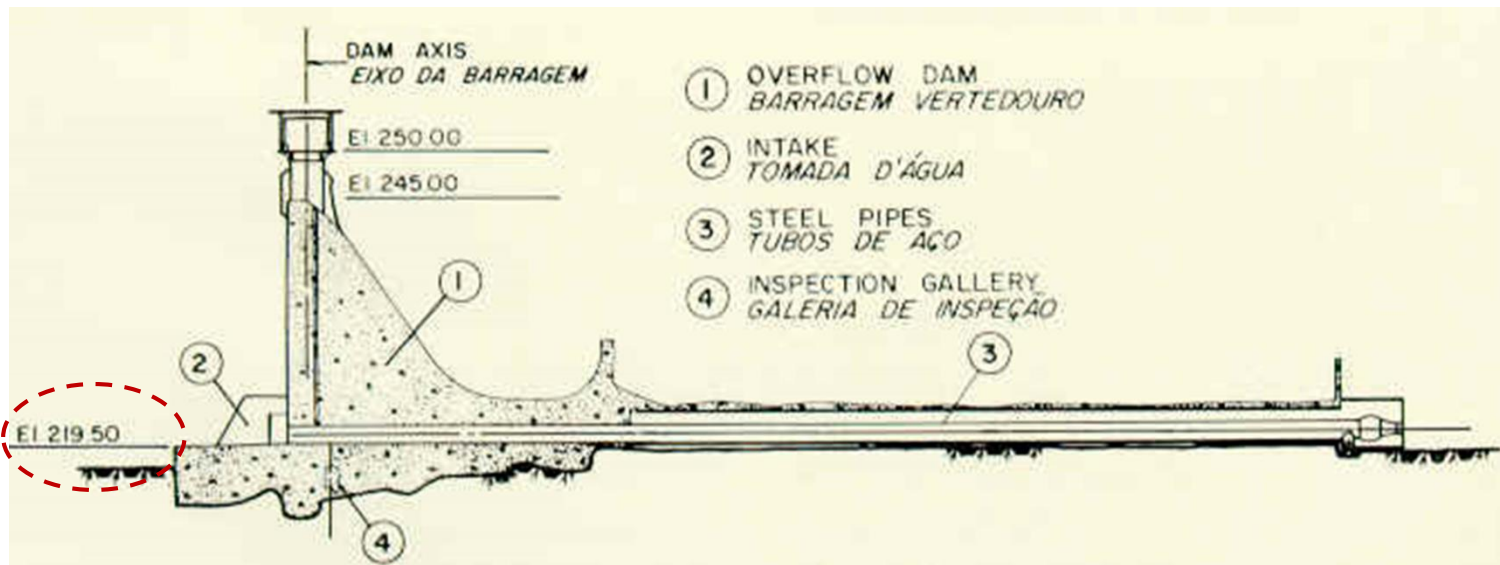 DAM AXIS
EIXO DA BARRAGEM
El 250.00
El 245.00
1 OVERFLOW DAM
BARRAGEM VERTEDOURO
2 INTAKE
TOMADA D'ÁGUA
3 STEEL PIPES
TUBOS DE AÇO
4 INSPECTION GALLERY
GALERIA DE INSPEÇÃO
1
2
3
El 219.50
4